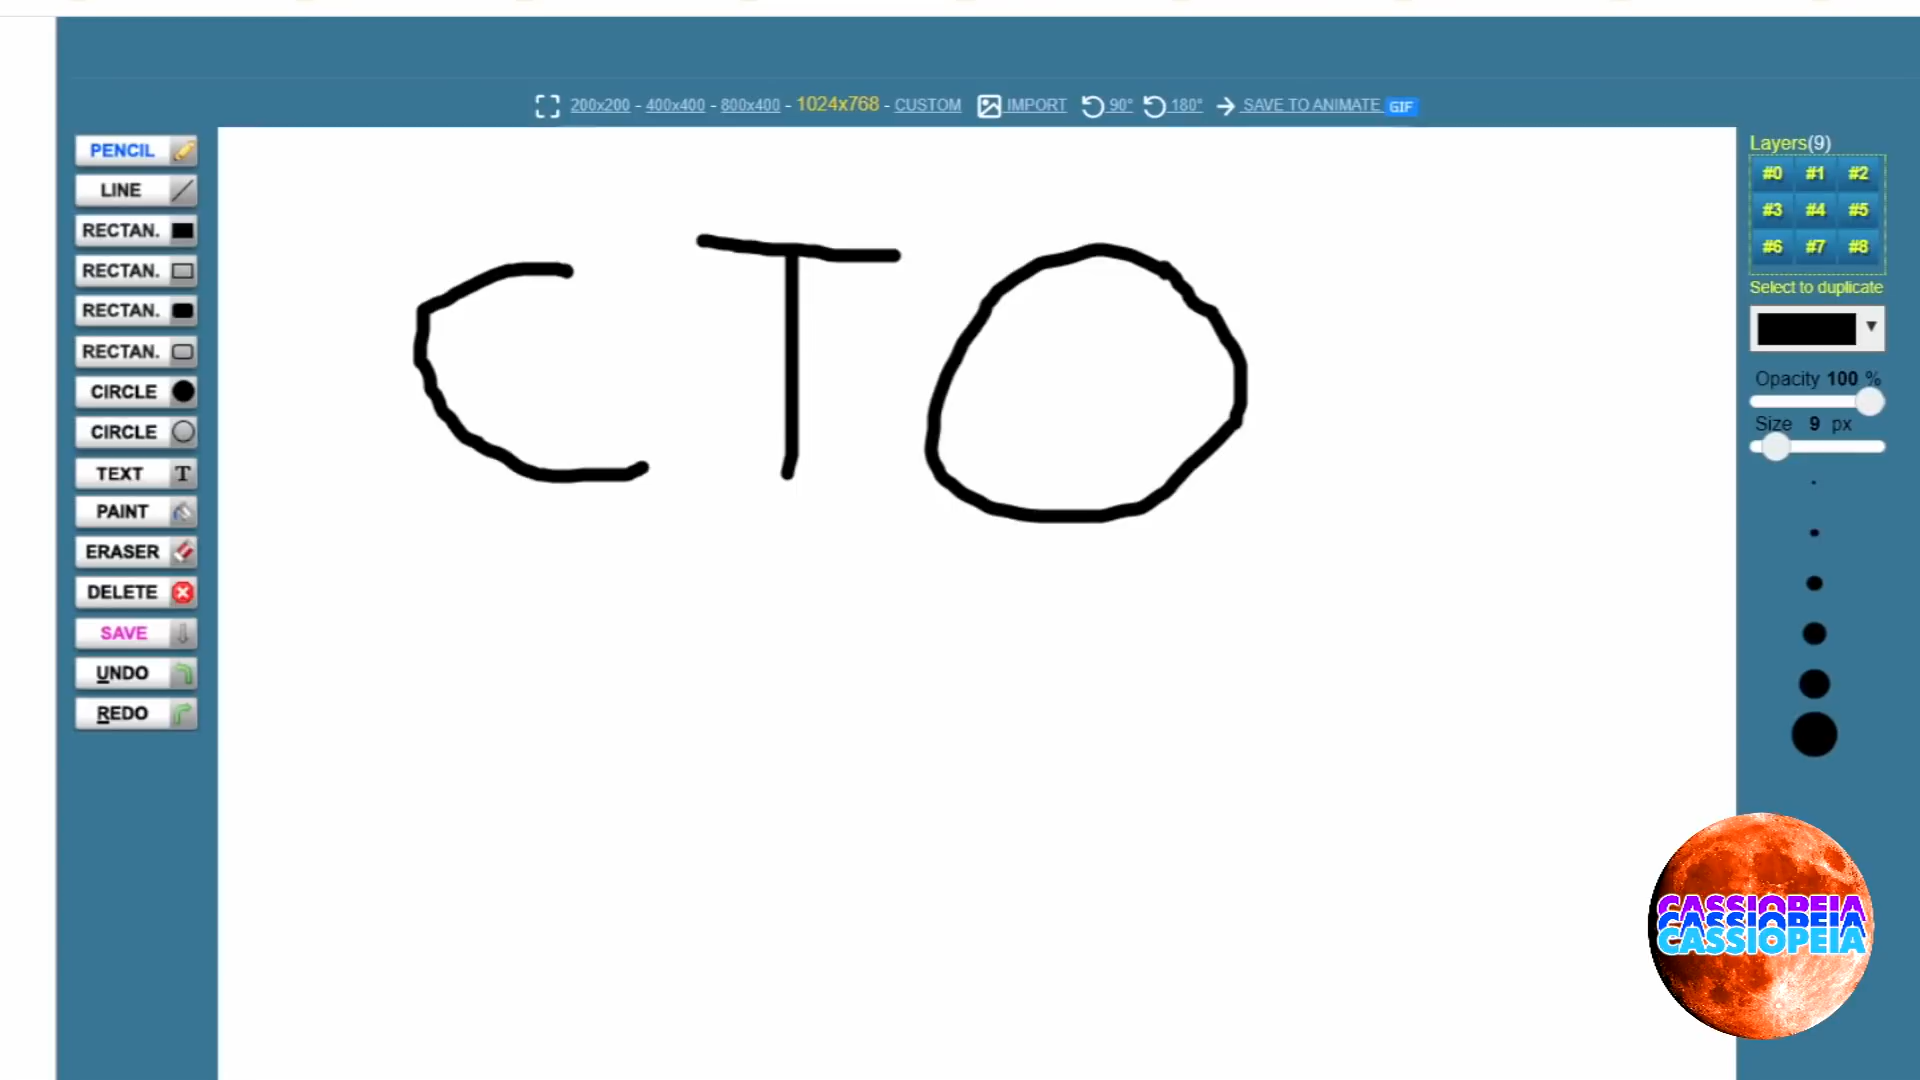 200x200 - 400x400 - 800x400 - 1024x768 - CUSTOM IMPORT 90° 180° SAVE TO ANIMATE GIF
PENCIL
LINE
RECTAN.
RECTAN.
RECTAN.
RECTAN.
CIRCLE
CIRCLE
TEXT T
PAINT
ERASER
DELETE
SAVE
UNDO
REDO
CTO
Layers(9)
#0 #1 #2
#3 #4 #5
#6 #7 #8
Select to duplicate
Opacity 100 %
Size 9 px
CASSIOPEIA
CASSIOPEIA
CASSIOPEIA